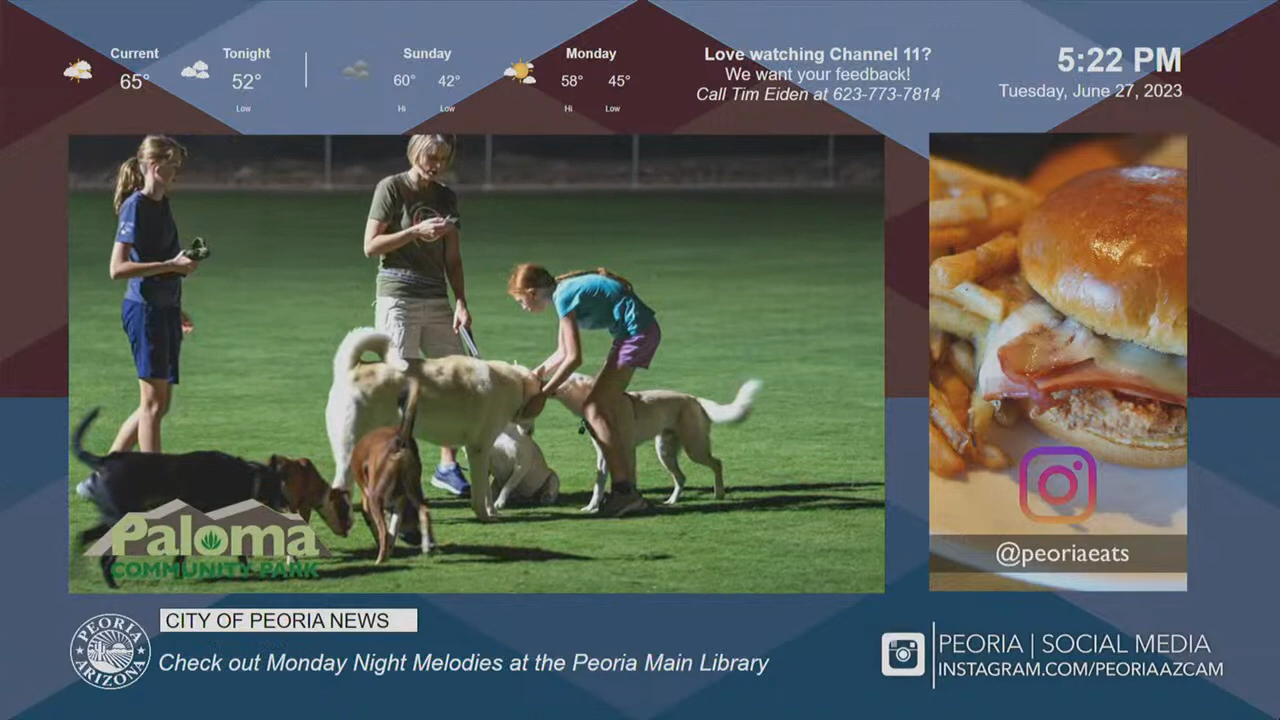 Current
65°
Tonight
52°
Low
Sunday
60° 42°
Hi Low
Monday
58° 45°
Hi Low
Love watching Channel 11?
We want your feedback!
Call Tim Eiden at 623-773-7814
5:22 PM
Tuesday, June 27, 2023
Paloma
COMMUNITY PARK
@peoriaeats
PEORIA
ARIZONA
CITY OF PEORIA NEWS
Check out Monday Night Melodies at the Peoria Main Library
PEORIA | SOCIAL MEDIA
INSTAGRAM.COM/PEORIAAZCAM